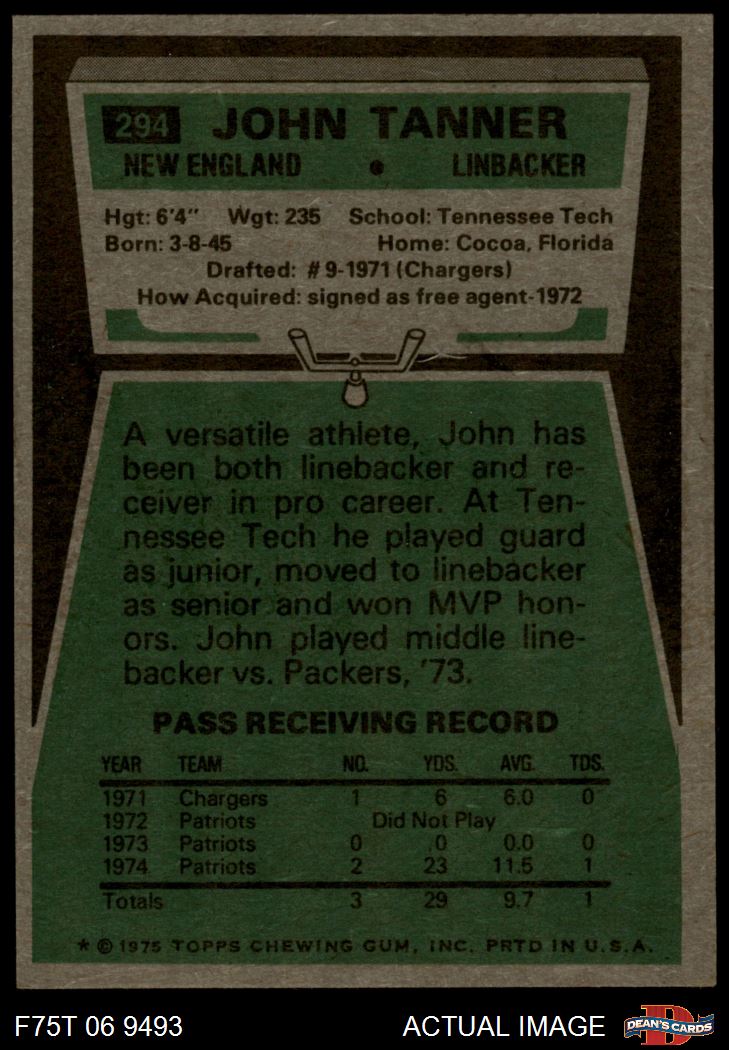 294 JOHN TANNER
NEW ENGLAND • LINBACKER
Hgt: 6'4" Wgt: 235 School: Tennessee Tech
Born: 3-8-45 Home: Cocoa, Florida
Drafted: #9-1971 (Chargers)
How Acquired: signed as free agent-1972
A versatile athlete, John has
been both linebacker and re-
ceiver in pro career. At Ten-
nessee Tech he played guard
as junior, moved to linebacker
as senior and won MVP hon-
ors. John played middle line-
backer vs. Packers, '73.
PASS RECEIVING RECORD
YEAR TEAM NO. YDS. AVG. TDS.
1971 Chargers 1 6 6.0 0
1972 Patriots Did Not Play
1973 Patriots 0 0 0.0 0
1974 Patriots 2 23 11.5 1
Totals 3 29 9.7 1
* © 1975 TOPPS CHEWING GUM, INC. PRTD IN U.S.A.
F75T 06 9493 ACTUAL IMAGE D DEAN'S CARDS